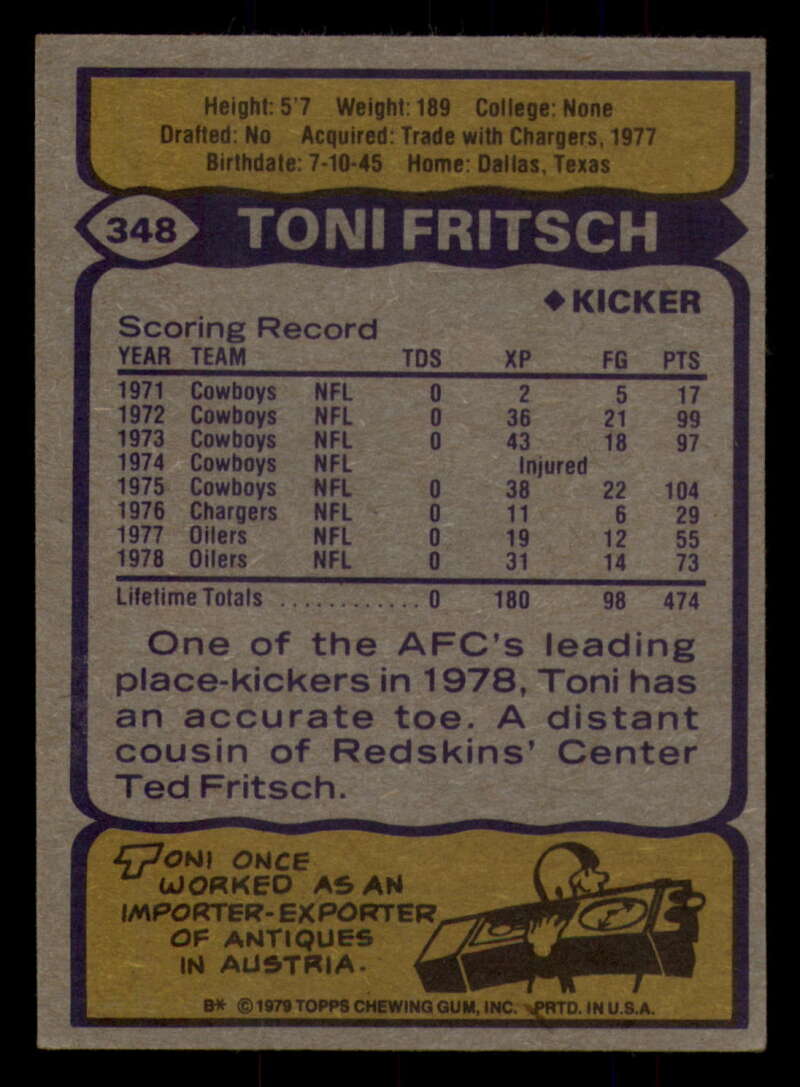 Height: 5'7 Weight: 189 College: None
Drafted: No Acquired: Trade with Chargers, 1977
Birthdate: 7-10-45 Home: Dallas, Texas
348 TONI FRITSCH
◆ KICKER
Scoring Record
YEAR TEAM TDS XP FG PTS
1971 Cowboys NFL 0 2 5 17
1972 Cowboys NFL 0 36 21 99
1973 Cowboys NFL 0 43 18 97
1974 Cowboys NFL Injured
1975 Cowboys NFL 0 38 22 104
1976 Chargers NFL 0 11 6 29
1977 Oilers NFL 0 19 12 55
1978 Oilers NFL 0 31 14 73
Lifetime Totals ............ 0 180 98 474
One of the AFC's leading
place-kickers in 1978, Toni has
an accurate toe. A distant
cousin of Redskins' Center
Ted Fritsch.
TONI ONCE
WORKED AS AN
IMPORTER-EXPORTER
OF ANTIQUES
IN AUSTRIA.
B* © 1979 TOPPS CHEWING GUM, INC. PRTD. IN U.S.A.